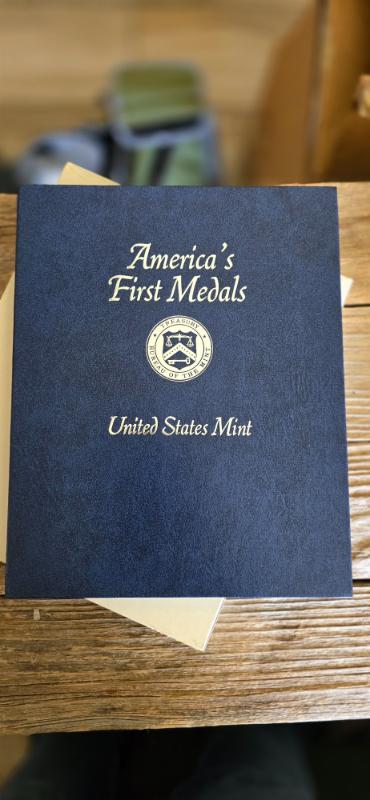 America's
First Medals
TREASURY
BUREAU OF THE MINT
United States Mint